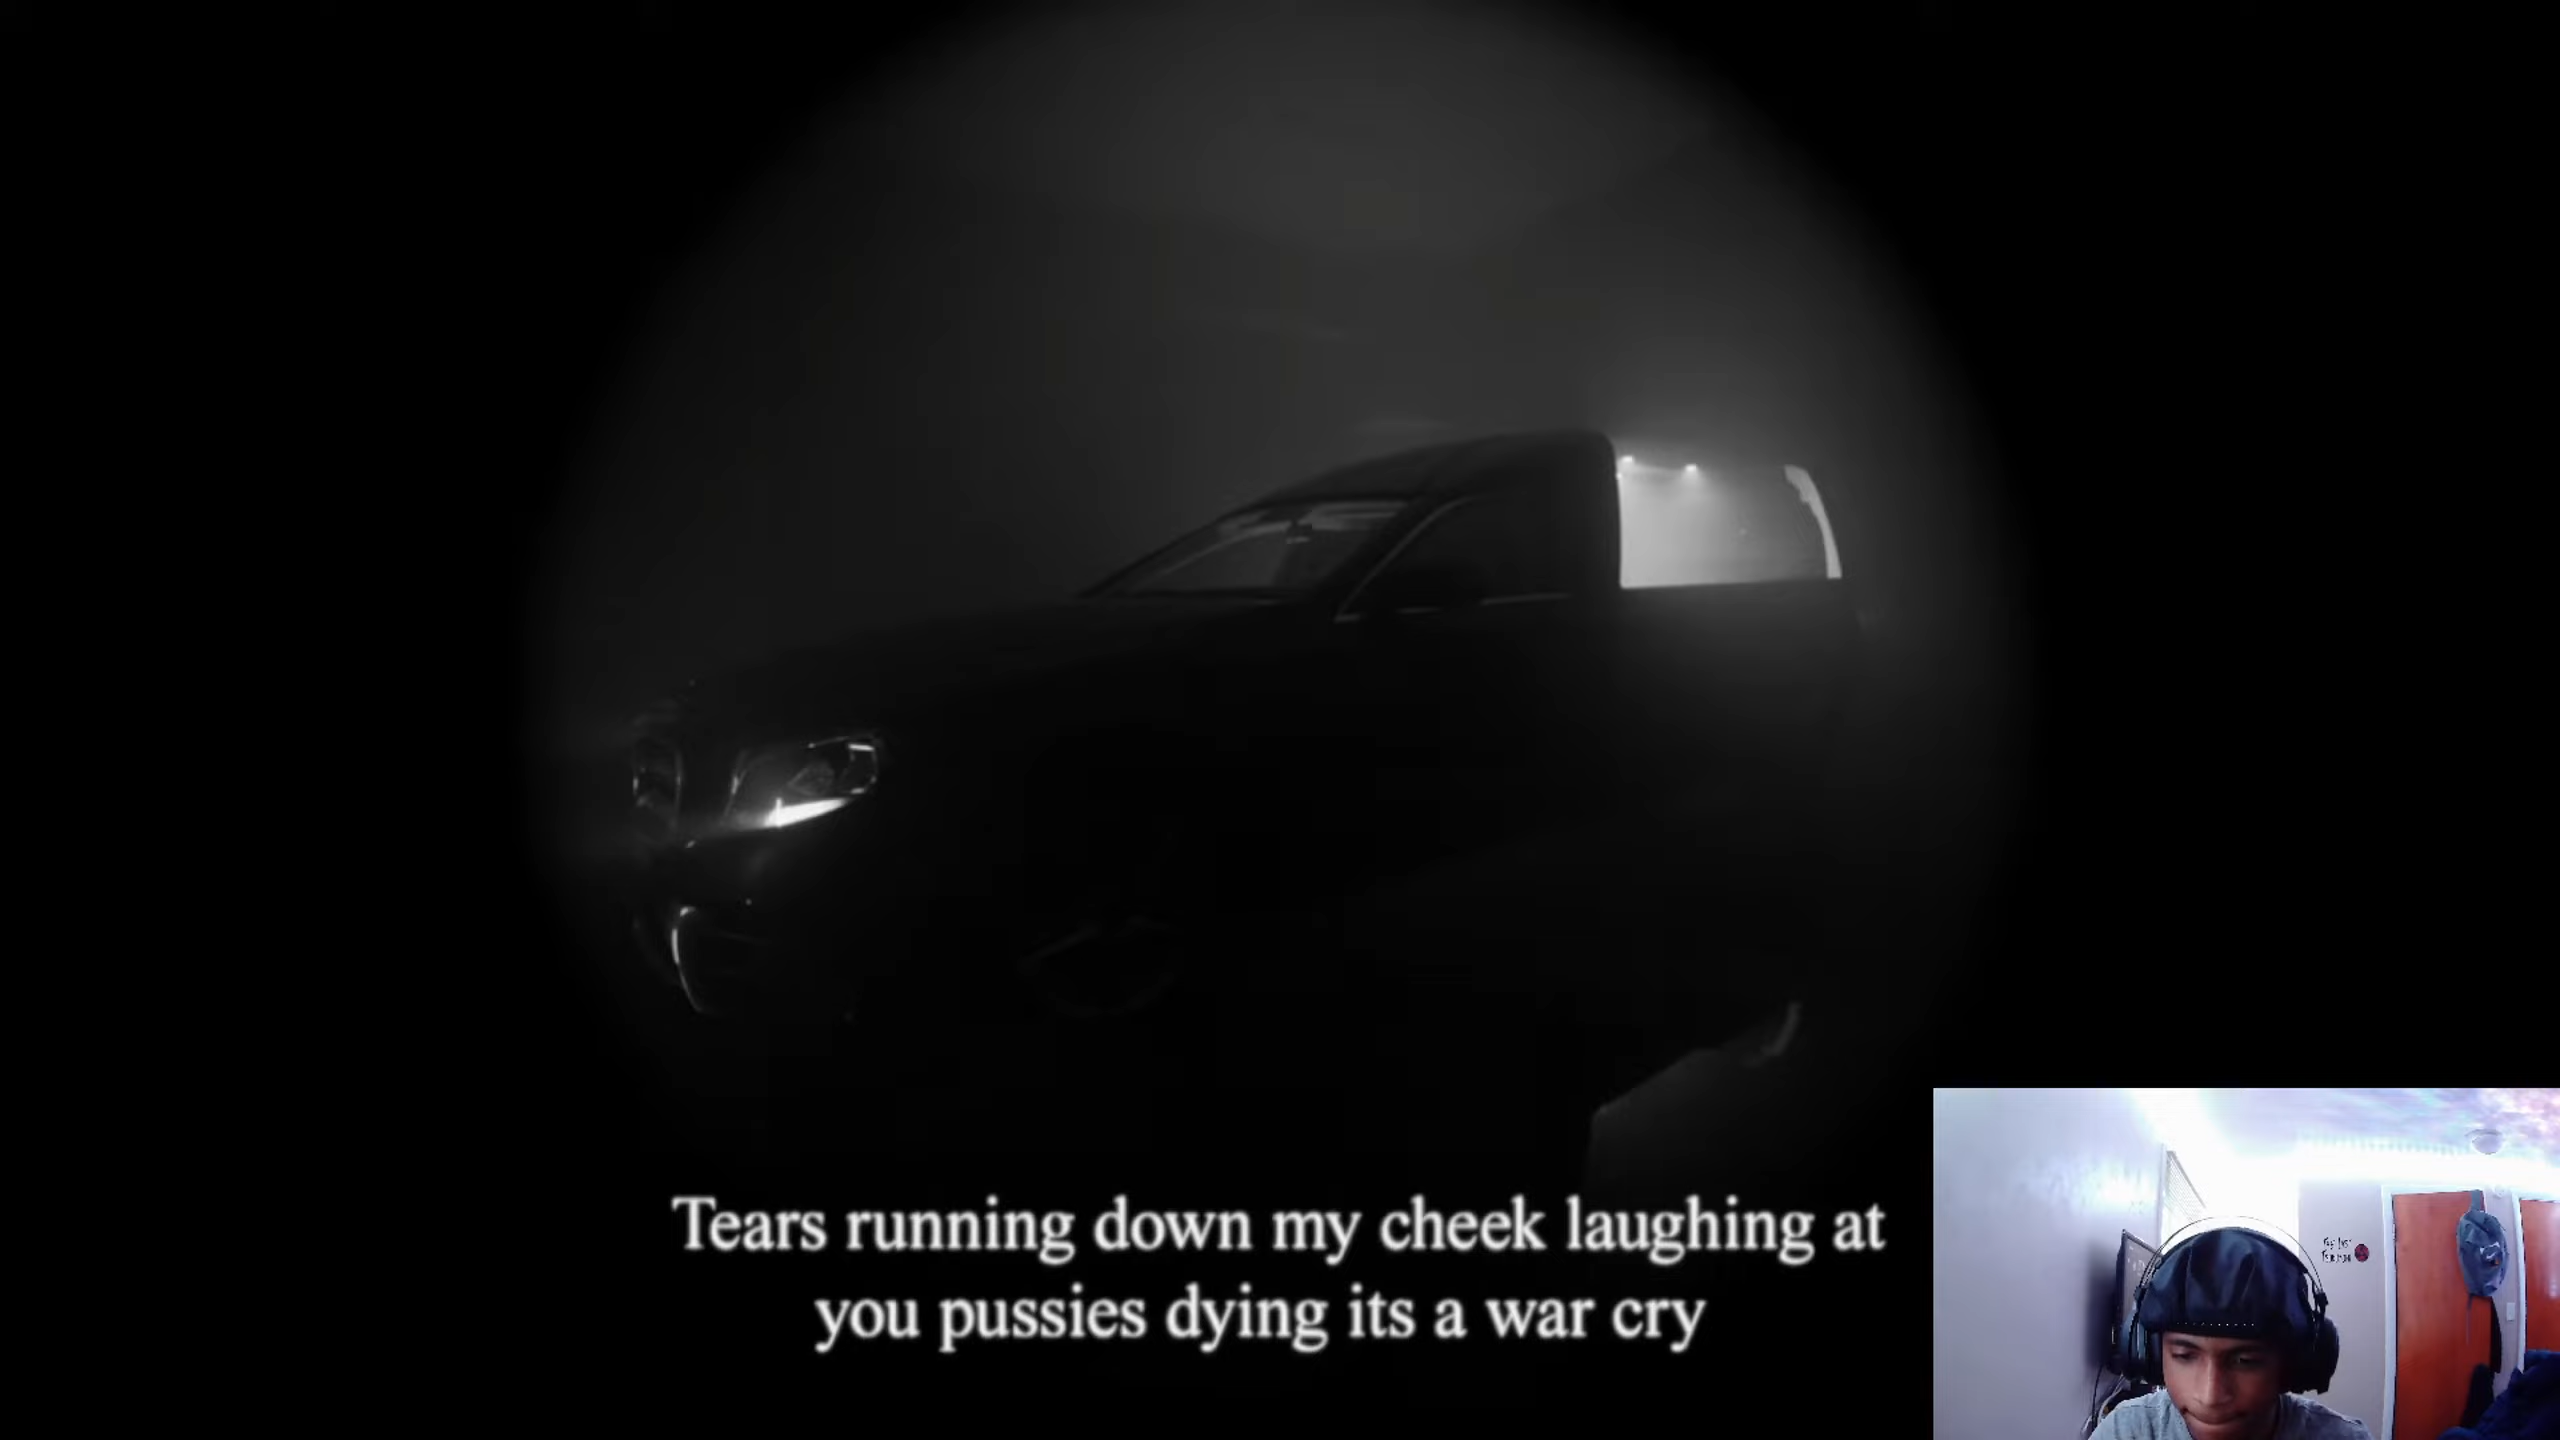 Tears running down my cheek laughing at
you pussies dying its a war cry